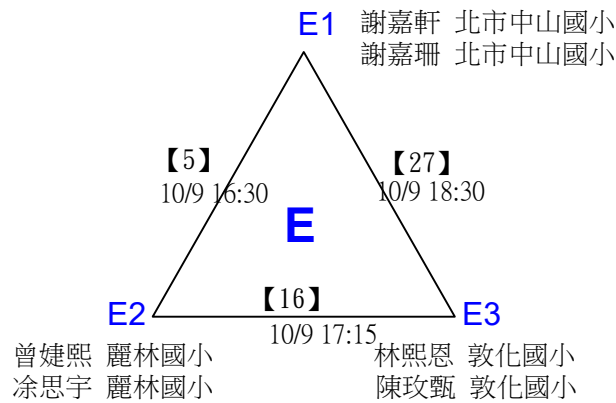 E1
謝嘉軒 北市中山國小
謝嘉珊 北市中山國小
【5】
10/9 16:30
【27】
10/9 18:30
E
【16】
10/9 17:15
E2
E3
曾婕熙 麗林國小
凃思宇 麗林國小
林熙恩 敦化國小
陳玫甄 敦化國小